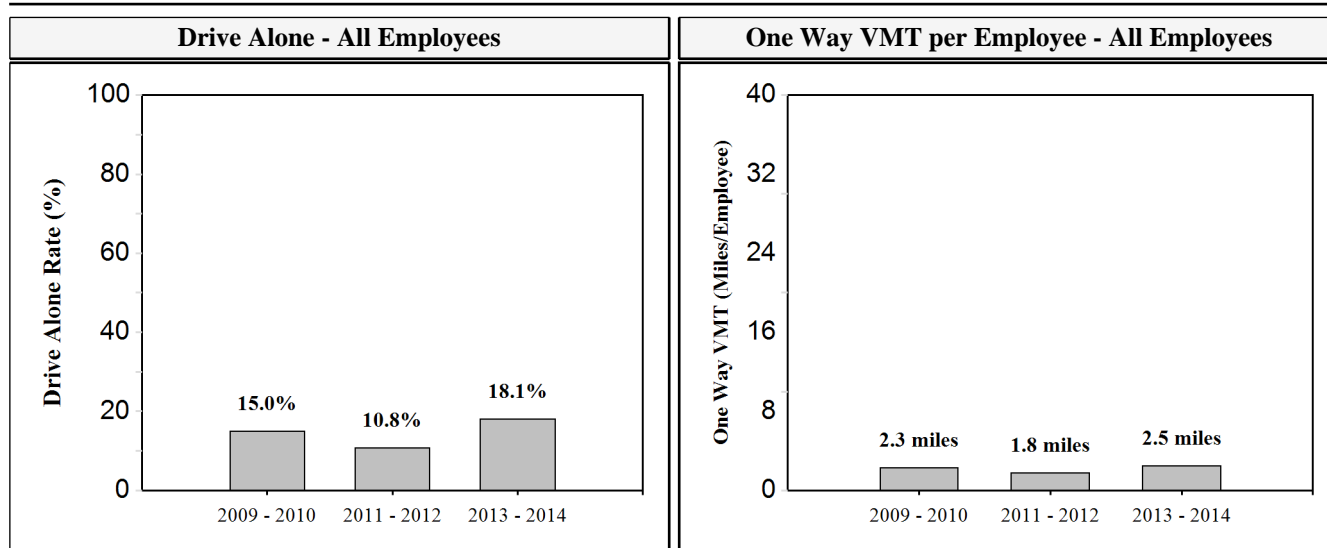 Drive Alone - All Employees
100
80
60
40
20
0
Drive Alone Rate (%)
15.0%
10.8%
18.1%
2009 - 2010
2011 - 2012
2013 - 2014
One Way VMT per Employee - All Employees
40
32
24
16
8
0
One Way VMT (Miles/Employee)
2.3 miles
1.8 miles
2.5 miles
2009 - 2010
2011 - 2012
2013 - 2014